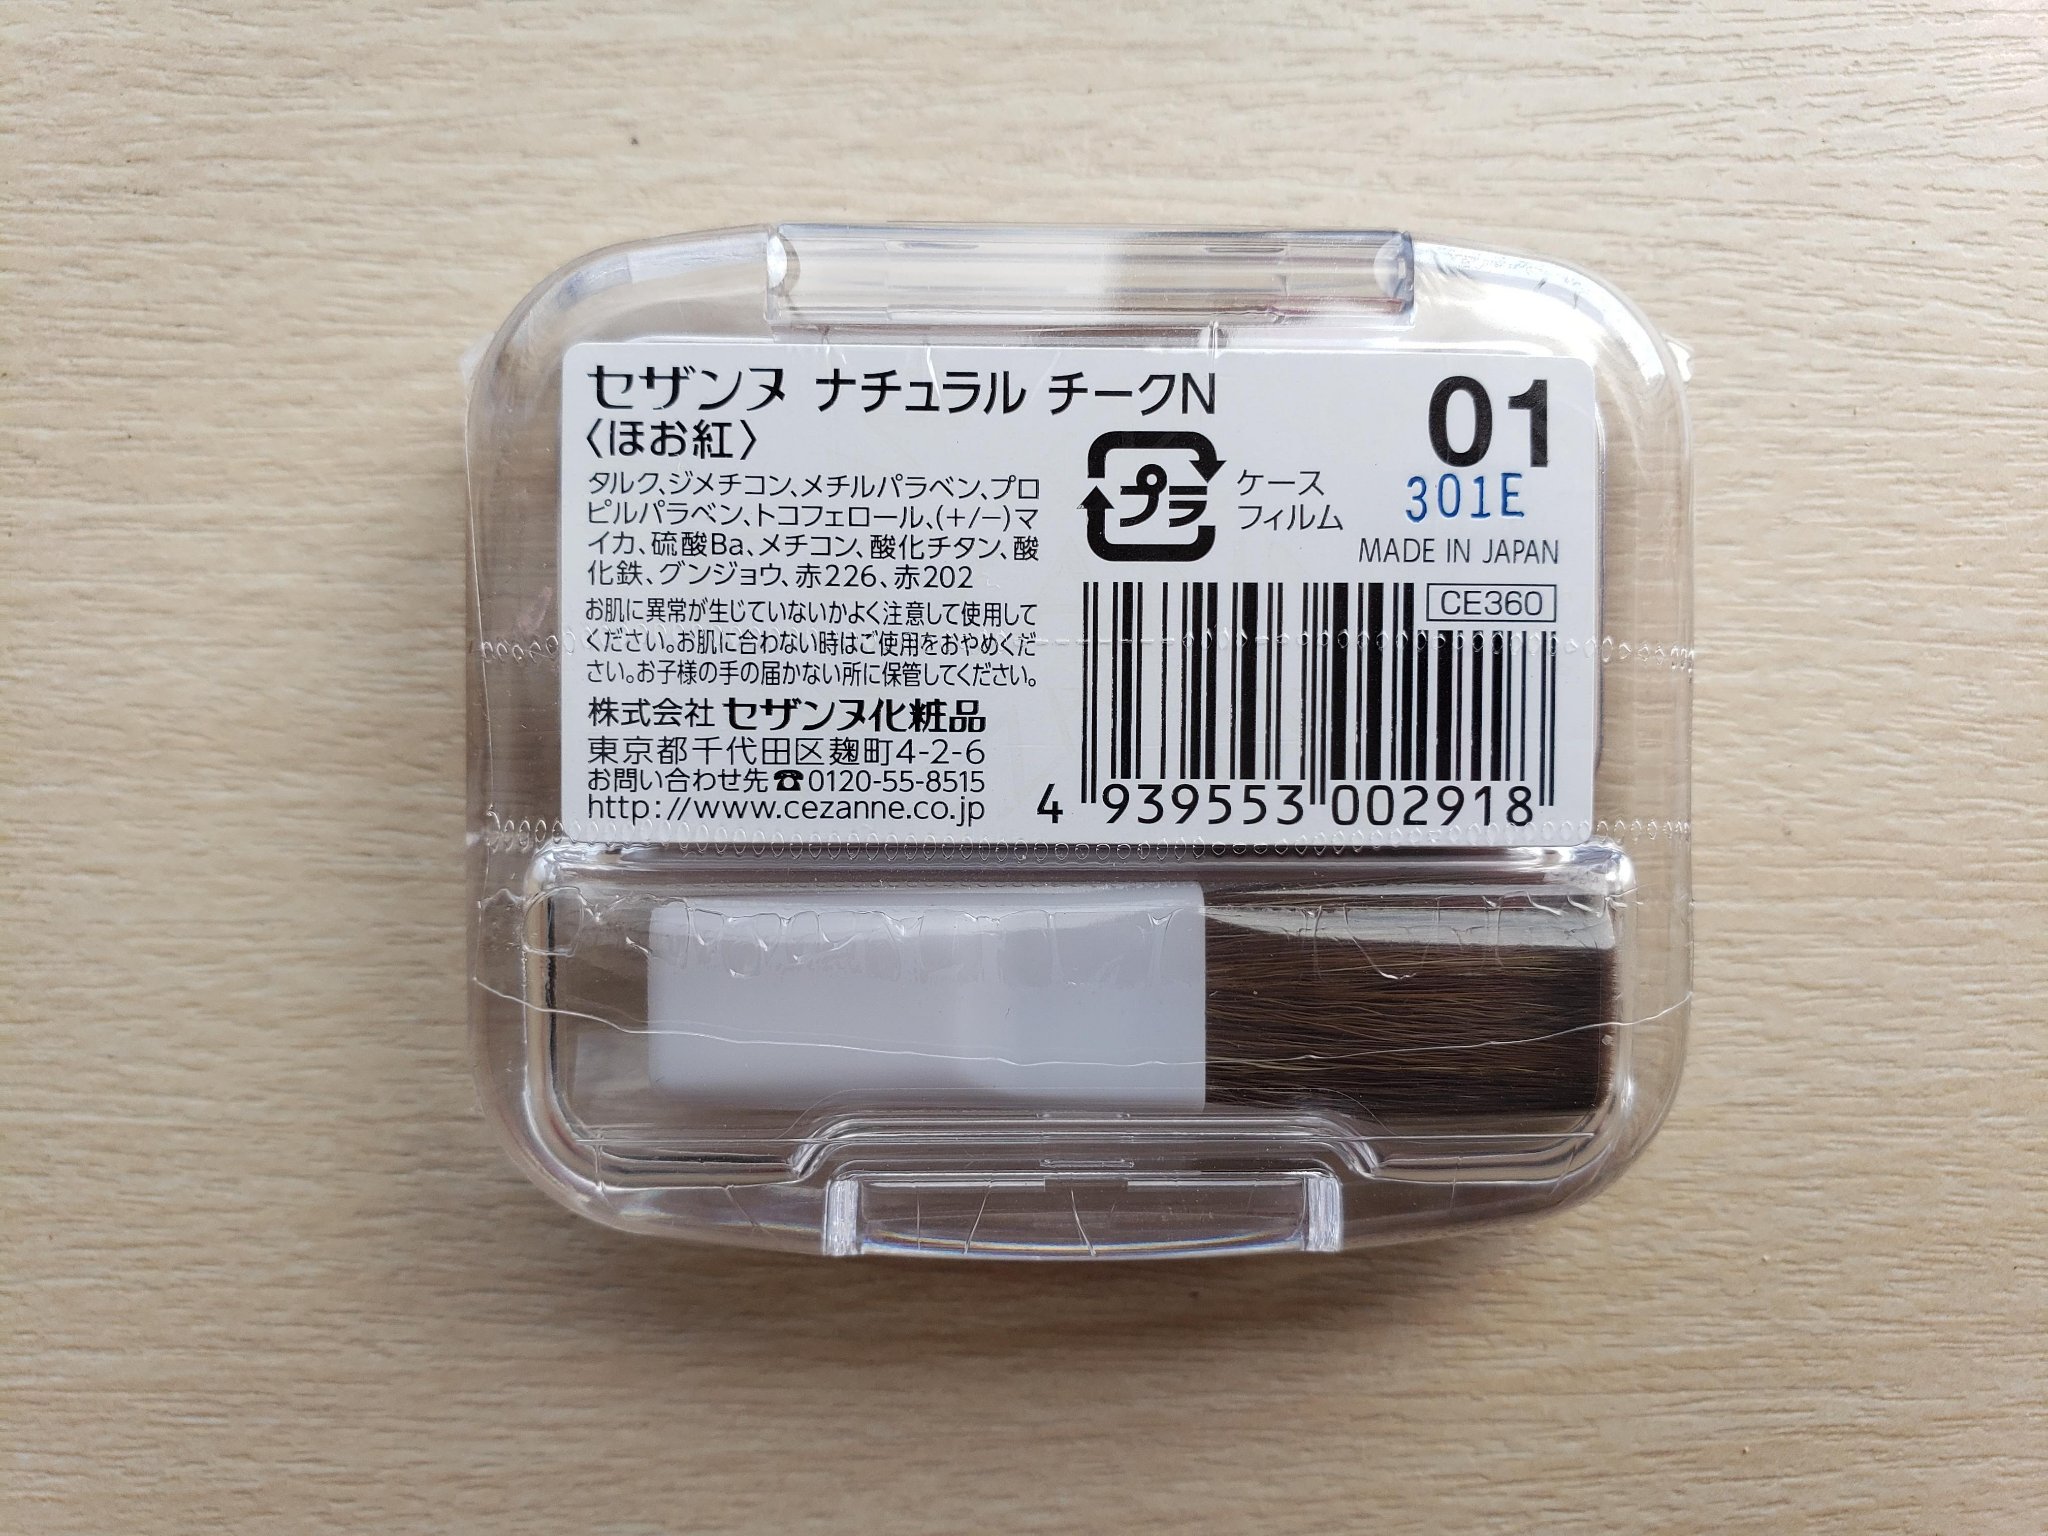 セザンヌ ナチュラル チークN
〈ほお紅〉
タルク、ジメチコン、メチルパラベン、プロ
ピルパラベン、トコフェロール、(+/−)マ
イカ、硫酸Ba、メチコン、酸化チタン、酸
化鉄、グンジョウ、赤226、赤202
お肌に異常が生じていないかよく注意して使用して
ください。お肌に合わない時はご使用をおやめくだ
さい。お子様の手の届かない所に保管してください。
株式会社 セザンヌ化粧品
東京都千代田区麹町4-2-6
お問い合わせ先☎0120-55-8515
http://www.cezanne.co.jp
プラ
ケース
フィルム
01
301E
MADE IN JAPAN
CE360
4 939553 002918